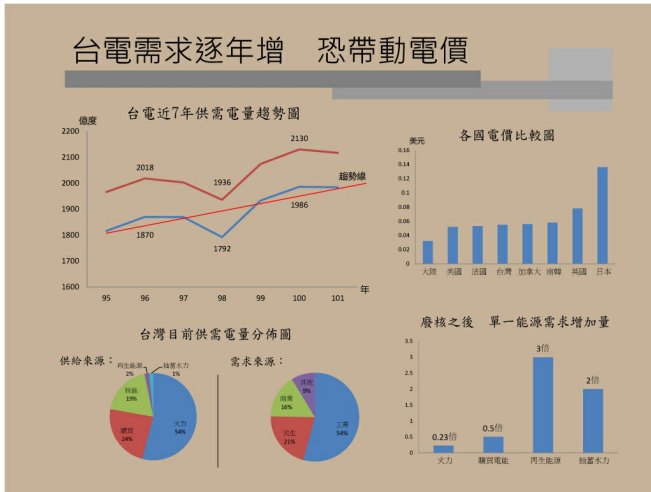 台電需求逐年增 恐帶動電價
台電近7年供需電量趨勢圖
億度
2200
2100
2000
1900
1800
1700
1600
2018
1936
2130
1870
1792
1986
趨勢線
95 96 97 98 99 100 101 年
各國電價比較圖
美元
0.16
0.14
0.12
0.1
0.08
0.06
0.04
0.02
0
大陸 美國 法國 台灣 加拿大 南韓 英國 日本
台灣目前供需電量分佈圖
供給來源：
再生能源 2%
抽蓄水力 1%
核能 19%
購買 24%
火力 54%
需求來源：
其他 9%
商業 16%
民生 21%
工業 54%
廢核之後 單一能源需求增加量
3.5
3
2.5
2
1.5
1
0.5
0
0.23倍
0.5倍
3倍
2倍
火力 購買電能 再生能源 抽蓄水力